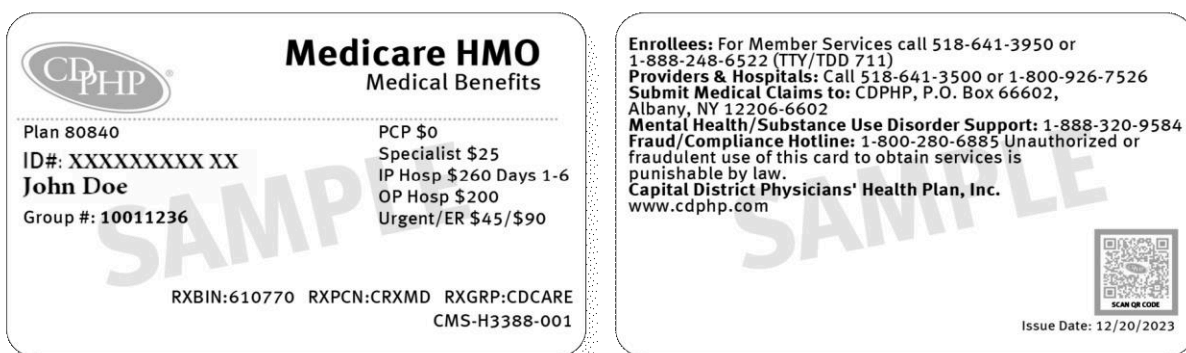 CDPHP®
Medicare HMO
Medical Benefits
Plan 80840
ID#: XXXXXXXXX XX
John Doe
Group #: 10011236
PCP $0
Specialist $25
IP Hosp $260 Days 1-6
OP Hosp $200
Urgent/ER $45/$90
SAMPLE
RXBIN:610770 RXPCN:CRXMD RXGRP:CDCARE
CMS-H3388-001
Enrollees: For Member Services call 518-641-3950 or
1-888-248-6522 (TTY/TDD 711)
Providers & Hospitals: Call 518-641-3500 or 1-800-926-7526
Submit Medical Claims to: CDPHP, P.O. Box 66602,
Albany, NY 12206-6602
Mental Health/Substance Use Disorder Support: 1-888-320-9584
Fraud/Compliance Hotline: 1-800-280-6885 Unauthorized or
fraudulent use of this card to obtain services is
punishable by law.
Capital District Physicians' Health Plan, Inc.
www.cdphp.com
SAMPLE
SCAN QR CODE
Issue Date: 12/20/2023